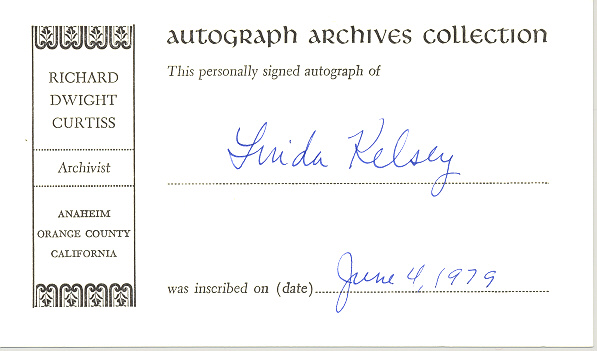 AUTOGRAPH ARCHIVES COLLECTION
This personally signed autograph of
Linda Kelsey
was inscribed on (date) June 4, 1979
RICHARD
DWIGHT
CURTISS
Archivist
ANAHEIM
ORANGE COUNTY
CALIFORNIA